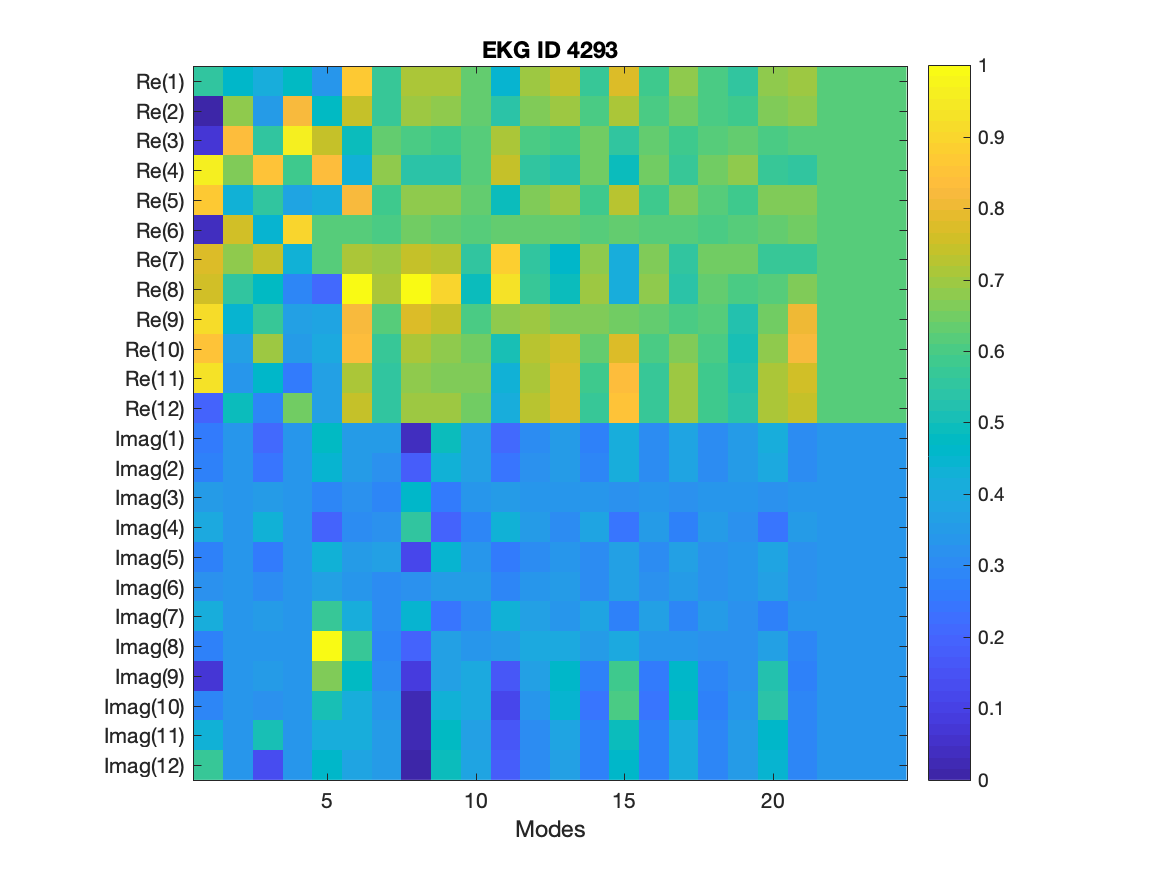 EKG ID 4293
Re(1)
Re(2)
Re(3)
Re(4)
Re(5)
Re(6)
Re(7)
Re(8)
Re(9)
Re(10)
Re(11)
Re(12)
Imag(1)
Imag(2)
Imag(3)
Imag(4)
Imag(5)
Imag(6)
Imag(7)
Imag(8)
Imag(9)
Imag(10)
Imag(11)
Imag(12)
5 10 15 20
Modes
1
0.9
0.8
0.7
0.6
0.5
0.4
0.3
0.2
0.1
0